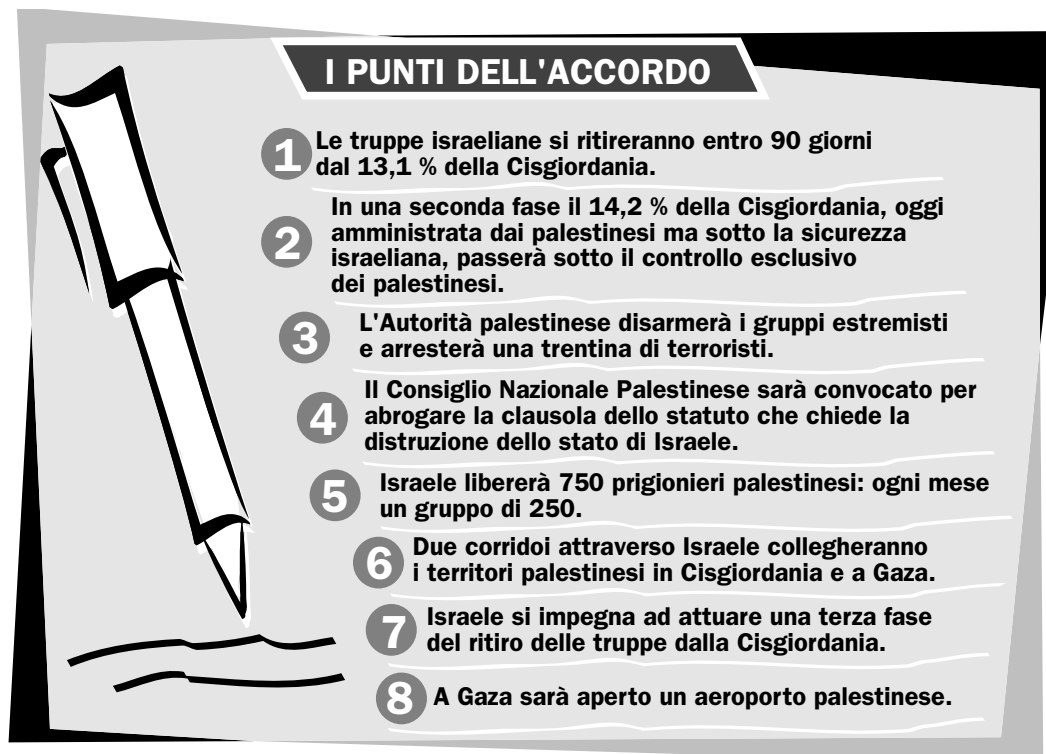 I PUNTI DELL'ACCORDO
1 Le truppe israeliane si ritireranno entro 90 giorni
dal 13,1 % della Cisgiordania.
2 In una seconda fase il 14,2 % della Cisgiordania, oggi
amministrata dai palestinesi ma sotto la sicurezza
israeliana, passerà sotto il controllo esclusivo
dei palestinesi.
3 L'Autorità palestinese disarmerà i gruppi estremisti
e arresterà una trentina di terroristi.
4 Il Consiglio Nazionale Palestinese sarà convocato per
abrogare la clausola dello statuto che chiede la
distruzione dello stato di Israele.
5 Israele libererà 750 prigionieri palestinesi: ogni mese
un gruppo di 250.
6 Due corridoi attraverso Israele collegheranno
i territori palestinesi in Cisgiordania e a Gaza.
7 Israele si impegna ad attuare una terza fase
del ritiro delle truppe dalla Cisgiordania.
8 A Gaza sarà aperto un aeroporto palestinese.